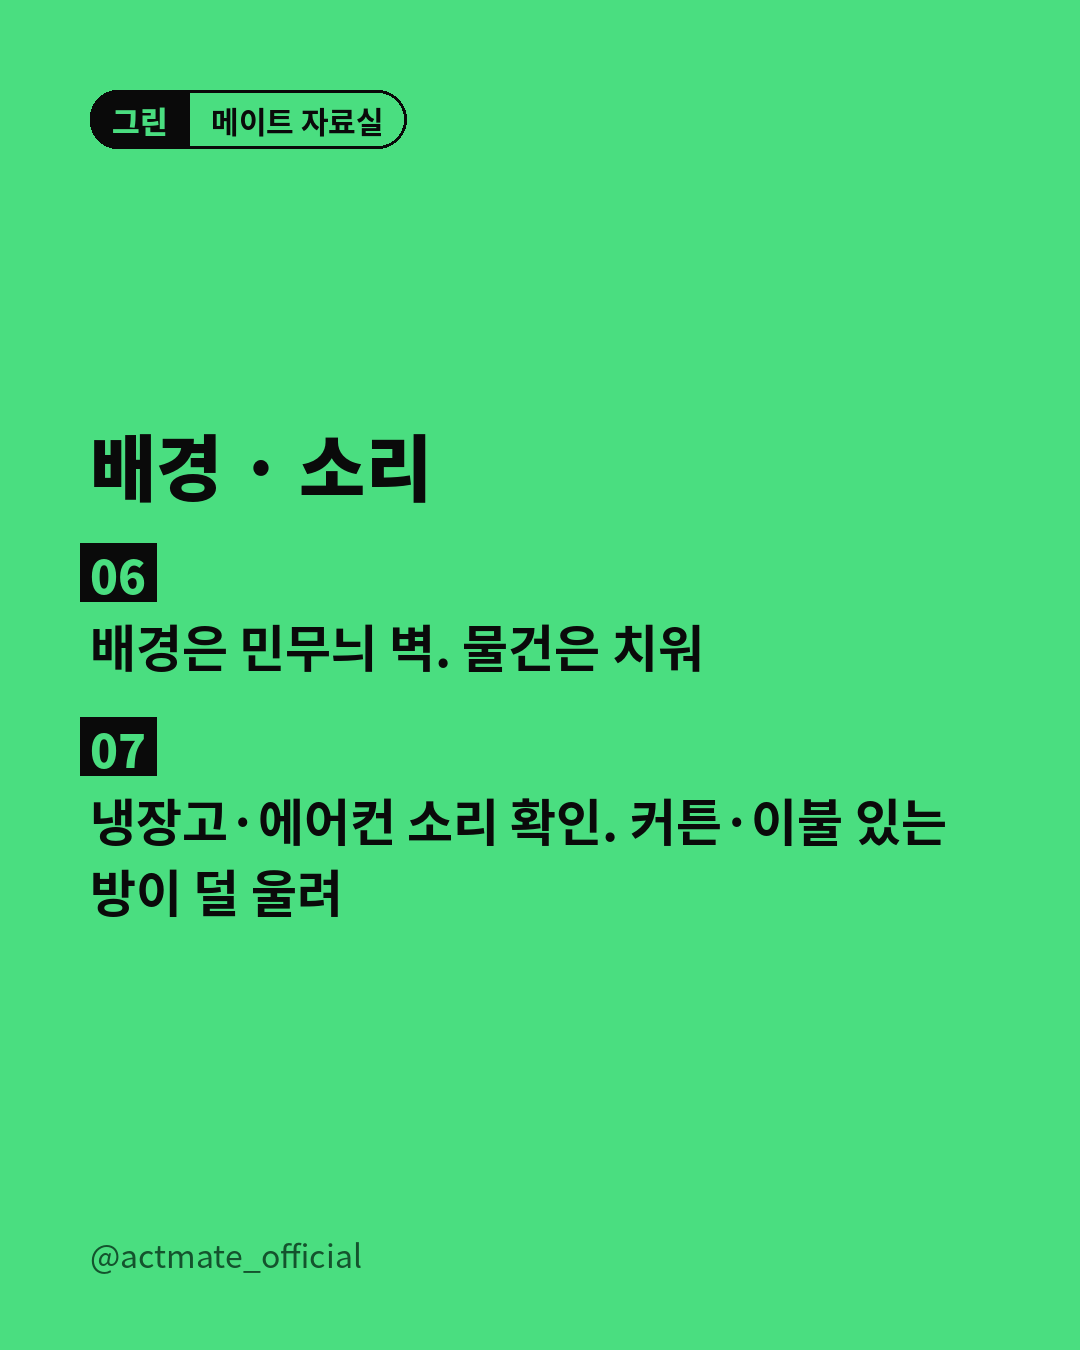 그린 메이트 자료실
배경 · 소리
06
배경은 민무늬 벽. 물건은 치워
07
냉장고·에어컨 소리 확인. 커튼·이불 있는
방이 덜 울려
@actmate_official